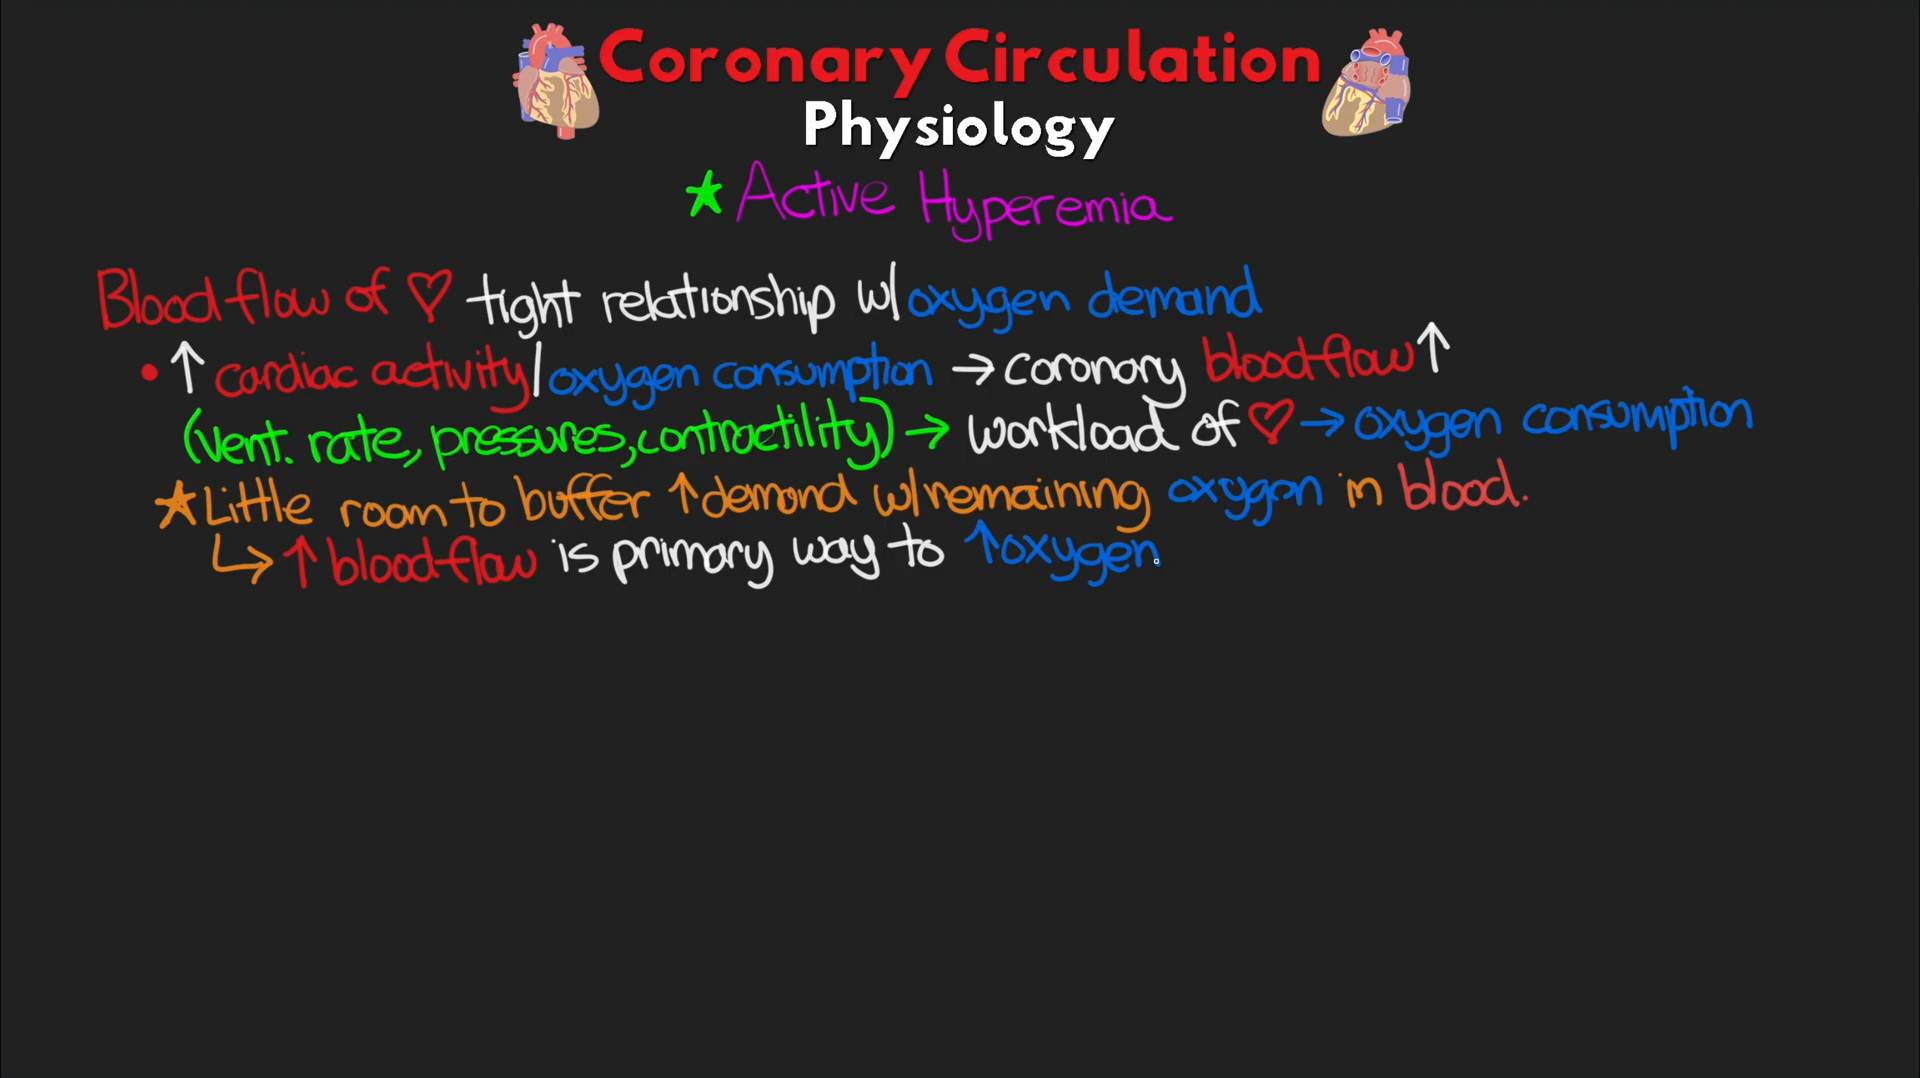 Coronary Circulation
Physiology
★ Active Hyperemia
Blood flow of ♡ tight relationship w/ oxygen demand
• ↑ cardiac activity/oxygen consumption → coronary blood flow ↑
(vent. rate, pressures, contractility) → workload of ♡ → oxygen consumption
★ Little room to buffer ↑ demand w/ remaining oxygen in blood.
↳ ↑ blood flow is primary way to ↑ oxygen